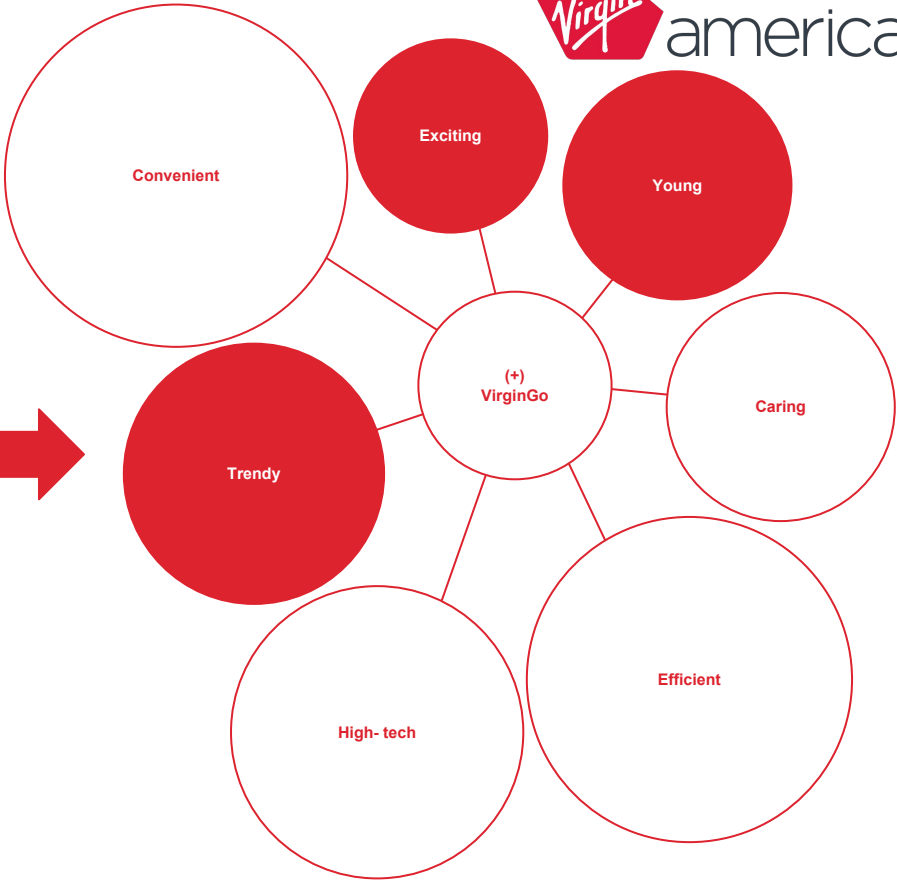 Virgin
america
Exciting
Convenient
Young
(+)
VirginGo
Caring
Trendy
Efficient
High- tech